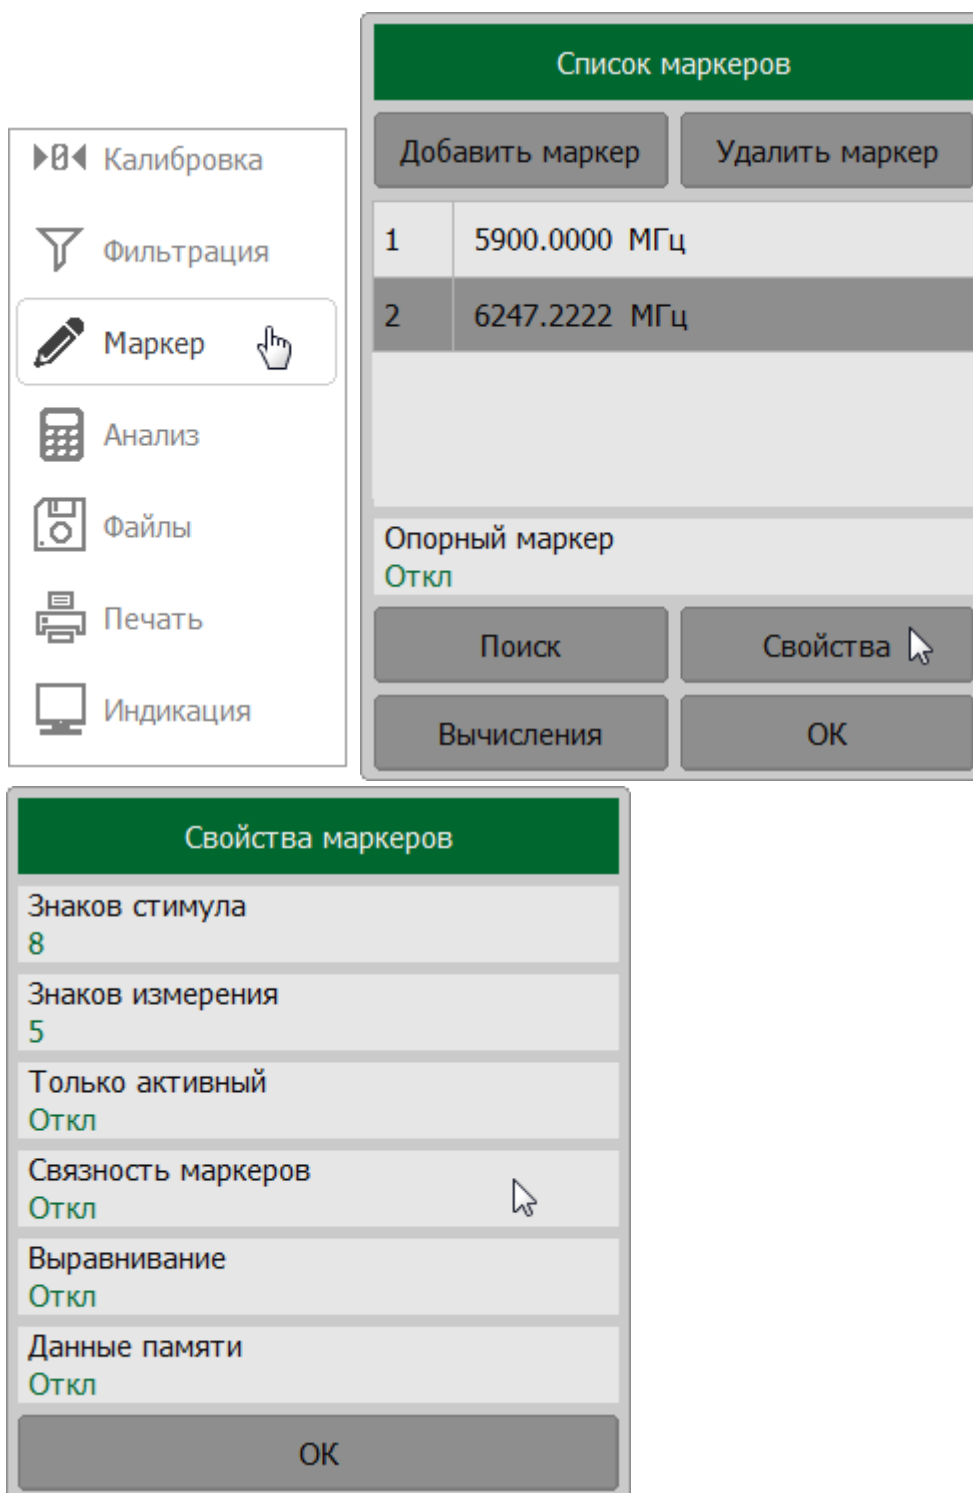 Калибровка
Фильтрация
Маркер
Анализ
Файлы
Печать
Индикация
Список маркеров
Добавить маркер
Удалить маркер
1 5900.0000 МГц
2 6247.2222 МГц
Опорный маркер
Откл
Поиск
Свойства
Вычисления
ОК
Свойства маркеров
Знаков стимула
8
Знаков измерения
5
Только активный
Откл
Связность маркеров
Откл
Выравнивание
Откл
Данные памяти
Откл
ОК